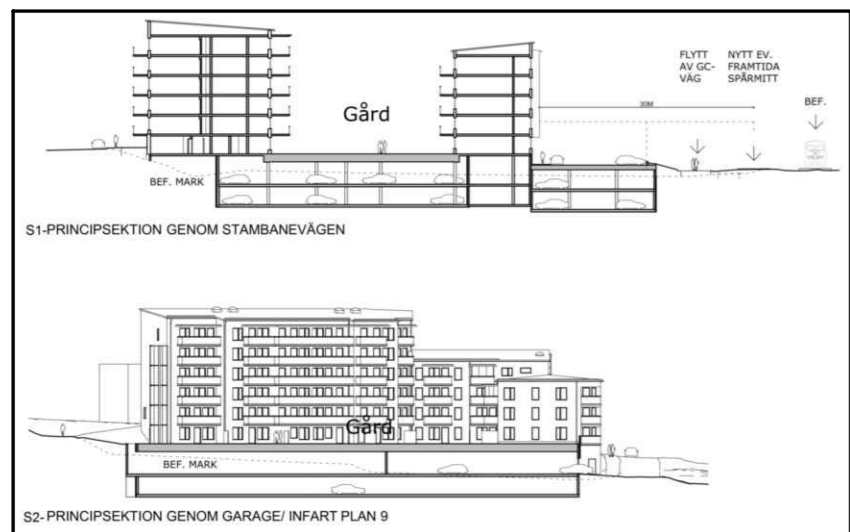 FLYTT
AV GC-
VÄG
NYTT EV.
FRAMTIDA
SPÅRMITT
BEF.
30M
Gård
BEF. MARK
S1-PRINCIPSEKTION GENOM STAMBANEVÄGEN
Gård
BEF. MARK
S2- PRINCIPSEKTION GENOM GARAGE/ INFART PLAN 9